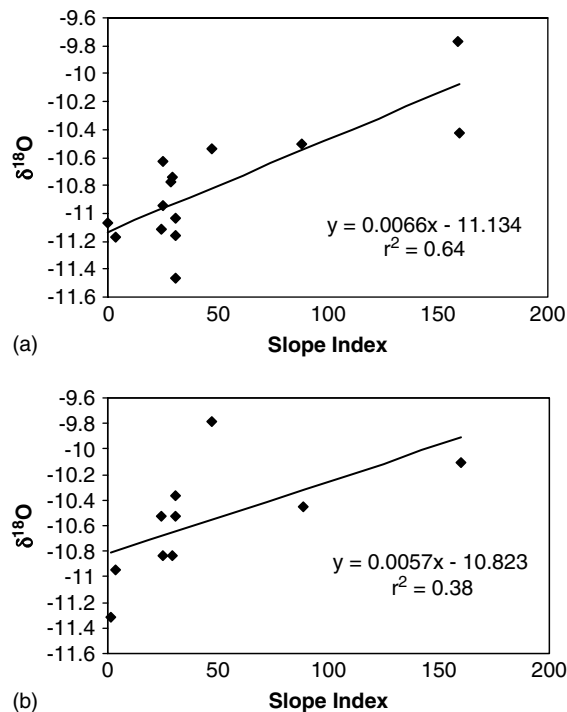 -9.6
-9.8
-10
-10.2
-10.4
-10.6
-10.8
-11
-11.2
-11.4
-11.6
δ¹⁸O
y = 0.0066x - 11.134
r² = 0.64
0 50 100 150 200
(a) Slope Index
-9.6
-9.8
-10
-10.2
-10.4
-10.6
-10.8
-11
-11.2
-11.4
-11.6
δ¹⁸O
y = 0.0057x - 10.823
r² = 0.38
0 50 100 150 200
(b) Slope Index